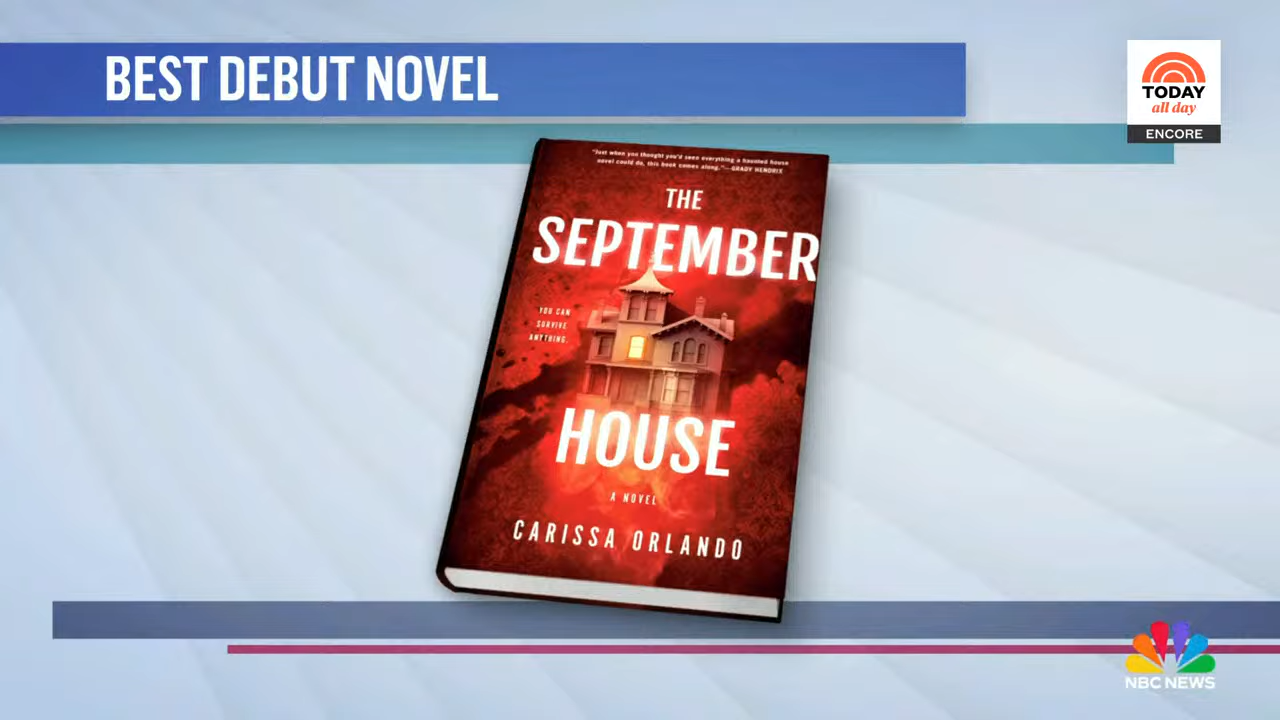 BEST DEBUT NOVEL
TODAY
all day
ENCORE
"Just when you thought you'd seen everything a haunted house
novel could do, this book comes along."—GRADY HENDRIX
THE
SEPTEMBER
YOU CAN
SURVIVE
ANYTHING.
HOUSE
A NOVEL
CARISSA ORLANDO
NBC NEWS